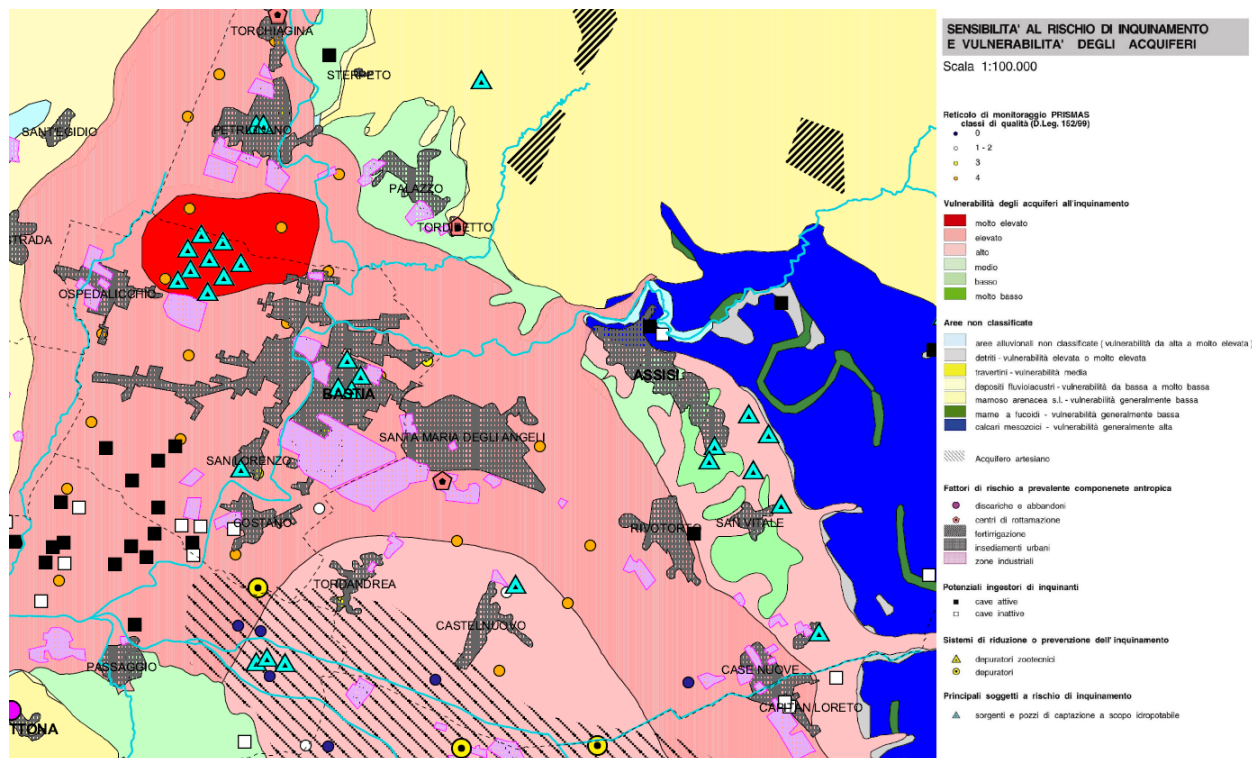 TORCHIAGINA
STERPETO
SANT'EGIDIO
PALAZZO
TORDIBETTO
STRADA
OSPEDALICCHIO
ASSISI
BASTIA
SANTA MARIA DEGLI ANGELI
SAN LORENZO
COSTANO
RIVOTORTO
SAN VITALE
TORDANDREA
CASTELNUOVO
PASSAGGIO
CASE NUOVE
CAPITAN LORETO
TTONA
SENSIBILITA' AL RISCHIO DI INQUINAMENTO
E VULNERABILITA' DEGLI ACQUIFERI
Scala 1:100.000
Reticolo di monitoraggio PRISMAS
classi di qualità (D.Leg. 152/99)
0
1 - 2
3
4
Vulnerabilità degli acquiferi all'inquinamento
molto elevato
elevato
alto
medio
basso
molto basso
Aree non classificate
aree alluvionali non classificate ( vulnerabilità da alta a molto elevata )
detriti - vulnerabilità elevata o molto elevata
travertini - vulnerabilità media
depositi fluviolacustri - vulnerabilità da bassa a molto bassa
marnoso arenacea s.l. - vulnerabilità generalmente bassa
marne a fucoidi - vulnerabilità generalmente bassa
calcari mesozoici - vulnerabilità generalmente alta
Acquifero artesiano
Fattori di rischio a prevalente componenete antropica
discariche e abbandoni
centri di rottamazione
fertirrigazione
insediamenti urbani
zone industriali
Potenziali ingestori di inquinanti
cave attive
cave inattive
Sistemi di riduzione o prevenzione dell'inquinamento
depuratori zootecnici
depuratori
Principali soggetti a rischio di inquinamento
sorgenti e pozzi di captazione a scopo idropotabile